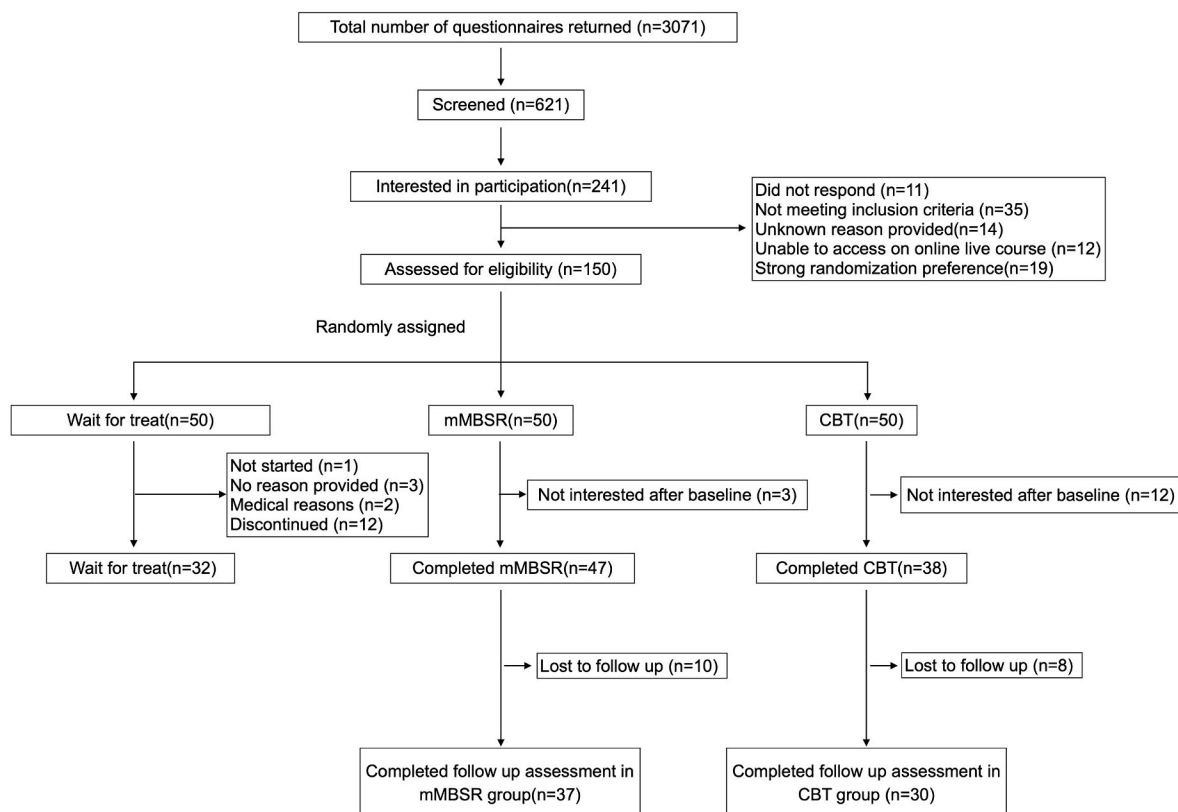 Total number of questionnaires returned (n=3071)
Screened (n=621)
Interested in participation(n=241)
Did not respond (n=11)
Not meeting inclusion criteria (n=35)
Unknown reason provided(n=14)
Unable to access on online live course (n=12)
Strong randomization preference(n=19)
Assessed for eligibility (n=150)
Randomly assigned
Wait for treat(n=50)
mMBSR(n=50)
CBT(n=50)
Not started (n=1)
No reason provided (n=3)
Medical reasons (n=2)
Discontinued (n=12)
Not interested after baseline (n=3)
Not interested after baseline (n=12)
Wait for treat(n=32)
Completed mMBSR(n=47)
Completed CBT(n=38)
Lost to follow up (n=10)
Lost to follow up (n=8)
Completed follow up assessment in
mMBSR group(n=37)
Completed follow up assessment in
CBT group(n=30)